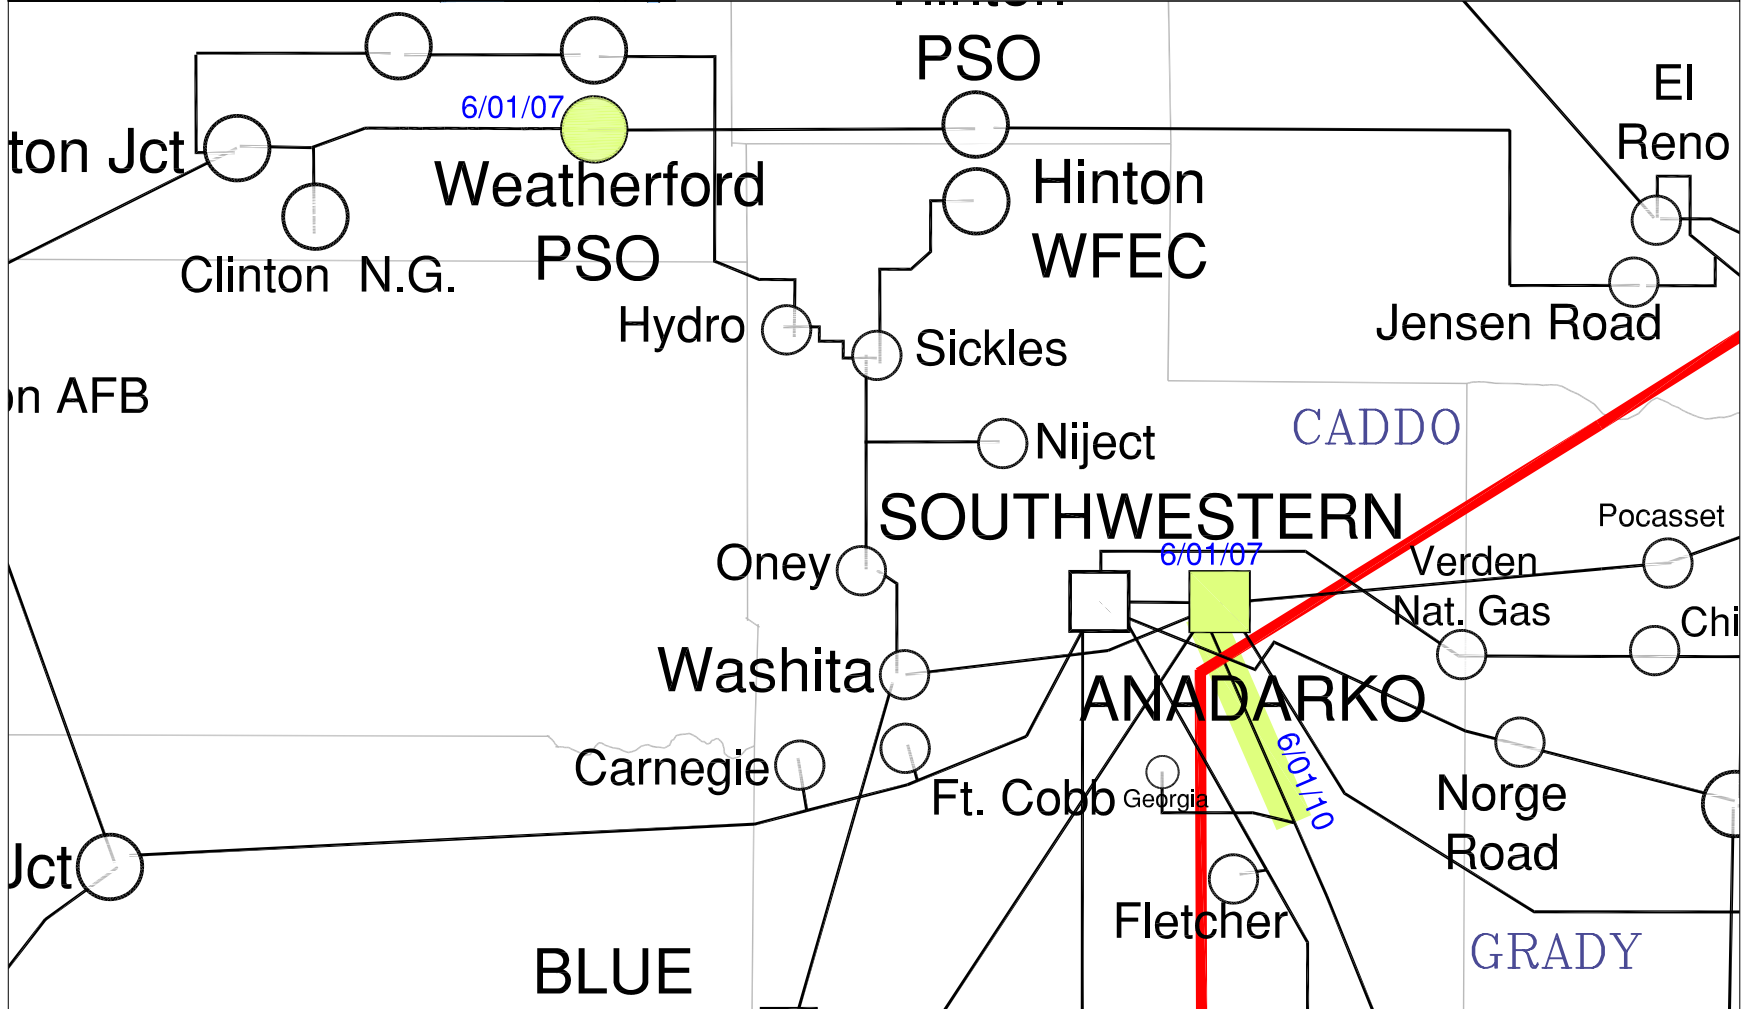 PSO
El
Reno
6/01/07
ton Jct
Weatherford
PSO
Hinton
WFEC
Clinton N.G.
Hydro
Sickles
Jensen Road
n AFB
CADDO
Niject
SOUTHWESTERN
Pocasset
6/01/07
Verden
Oney
Nat. Gas
Chi
Washita
ANADARKO
Carnegie
6/01/10
Ft. Cobb
Georgia
Norge
Road
Jct
Fletcher
GRADY
BLUE